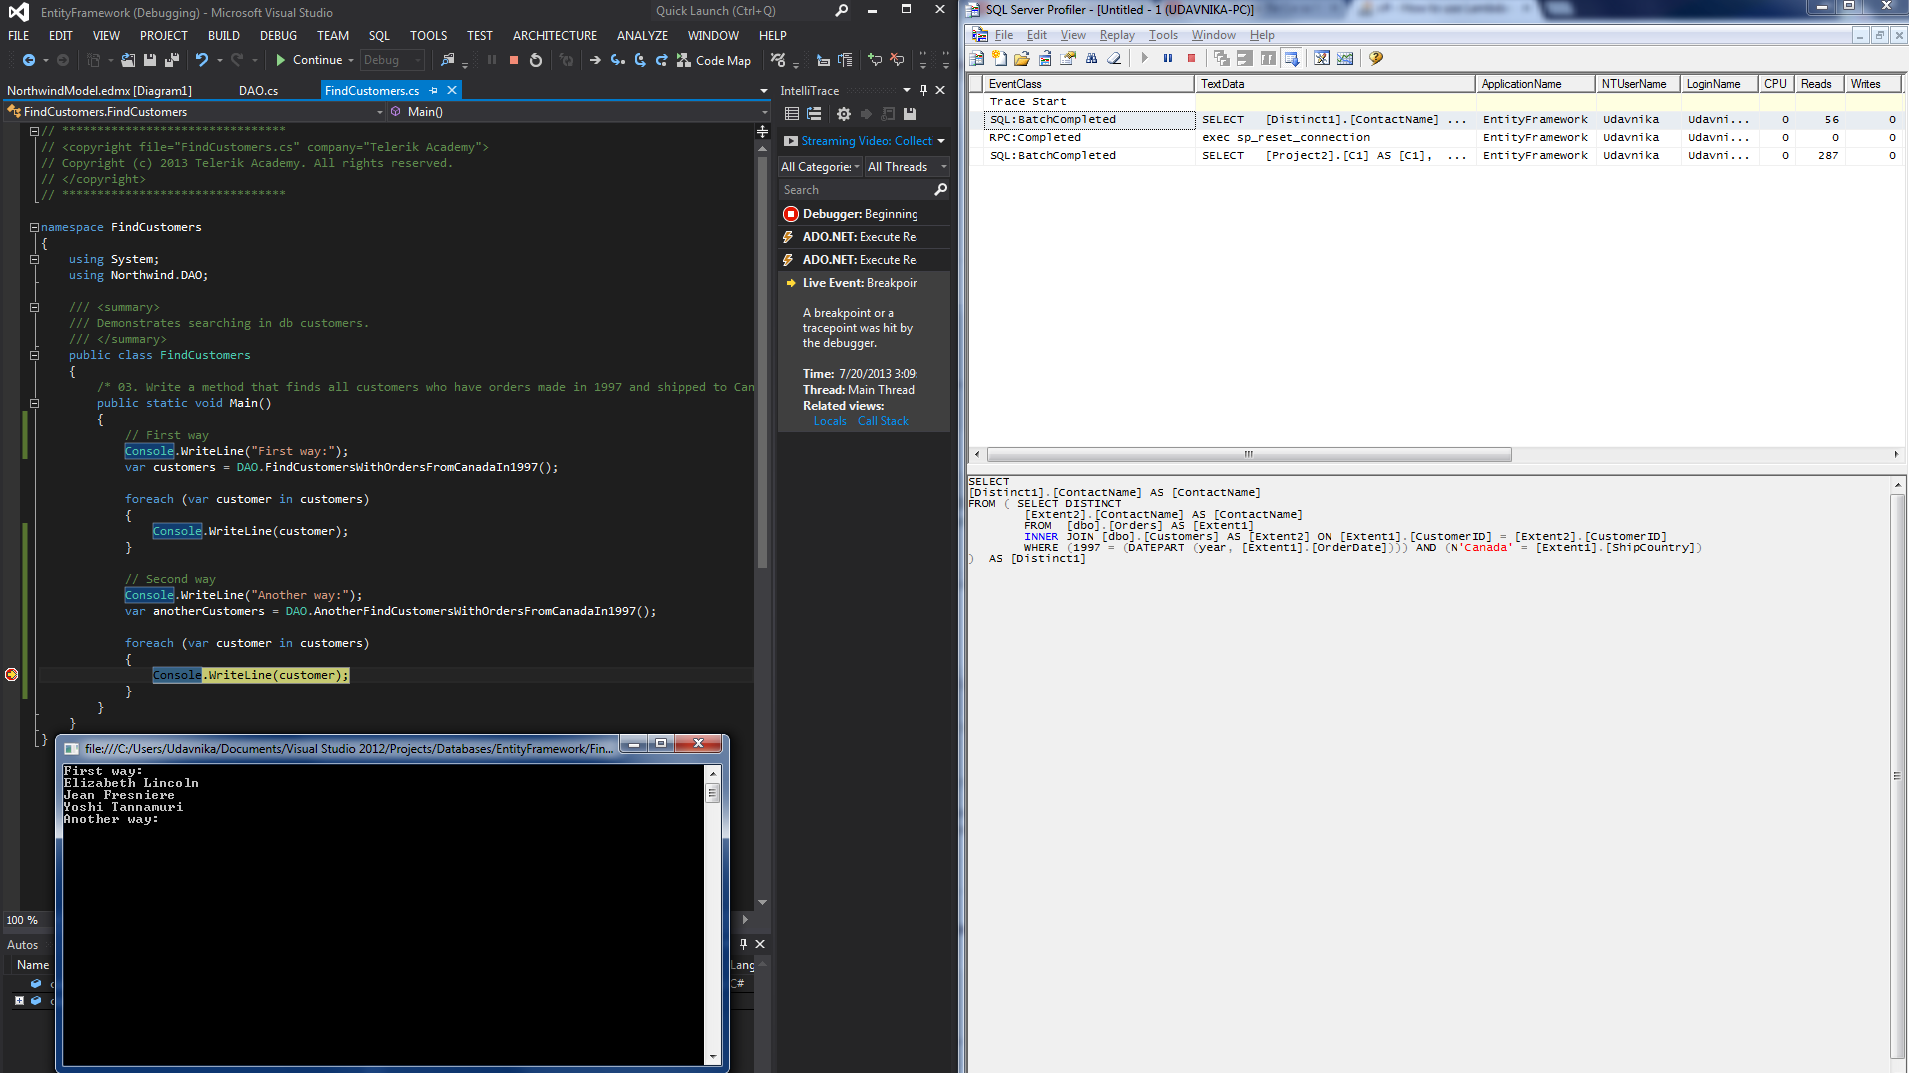 EntityFramework (Debugging) - Microsoft Visual Studio
Quick Launch (Ctrl+Q)
FILE EDIT VIEW PROJECT BUILD DEBUG TEAM SQL TOOLS TEST ARCHITECTURE ANALYZE WINDOW HELP
Continue Debug Code Map
NorthwindModel.edmx [Diagram1] DAO.cs FindCustomers.cs
FindCustomers.FindCustomers Main()
// ********************************
// <copyright file="FindCustomers.cs" company="Telerik Academy">
// Copyright (c) 2013 Telerik Academy. All rights reserved.
// </copyright>
// ********************************
namespace FindCustomers
{
using System;
using Northwind.DAO;
/// <summary>
/// Demonstrates searching in db customers.
/// </summary>
public class FindCustomers
{
/* 03. Write a method that finds all customers who have orders made in 1997 and shipped to Can
public static void Main()
{
// First way
Console.WriteLine("First way:");
var customers = DAO.FindCustomersWithOrdersFromCanadaIn1997();
foreach (var customer in customers)
{
Console.WriteLine(customer);
}
// Second way
Console.WriteLine("Another way:");
var anotherCustomers = DAO.AnotherFindCustomersWithOrdersFromCanadaIn1997();
foreach (var customer in customers)
{
Console.WriteLine(customer);
}
}
}
}
100 %
Autos
Name
Lang
C#
file:///C:/Users/Udavnika/Documents/Visual Studio 2012/Projects/Databases/EntityFramework/Fin...
First way:
Elizabeth Lincoln
Jean Fresniere
Yoshi Tannamuri
Another way:
IntelliTrace
Streaming Video: Collect
All Categories All Threads
Search
Debugger: Beginning
ADO.NET: Execute Re
ADO.NET: Execute Re
Live Event: Breakpoin
A breakpoint or a
tracepoint was hit by
the debugger.
Time: 7/20/2013 3:09:
Thread: Main Thread
Related views:
Locals Call Stack
SQL Server Profiler - [Untitled - 1 (UDAVNIKA-PC)]
File Edit View Replay Tools Window Help
EventClass TextData ApplicationName NTUserName LoginName CPU Reads Writes
Trace Start
SQL:BatchCompleted SELECT [Distinct1].[ContactName] ... EntityFramework Udavnika Udavni... 0 56 0
RPC:Completed exec sp_reset_connection EntityFramework Udavnika Udavni... 0 0 0
SQL:BatchCompleted SELECT [Project2].[C1] AS [C1], ... EntityFramework Udavnika Udavni... 0 287 0
SELECT
[Distinct1].[ContactName] AS [ContactName]
FROM ( SELECT DISTINCT
[Extent2].[ContactName] AS [ContactName]
FROM [dbo].[Orders] AS [Extent1]
INNER JOIN [dbo].[Customers] AS [Extent2] ON [Extent1].[CustomerID] = [Extent2].[CustomerID]
WHERE (1997 = (DATEPART (year, [Extent1].[OrderDate]))) AND (N'Canada' = [Extent1].[ShipCountry])
) AS [Distinct1]